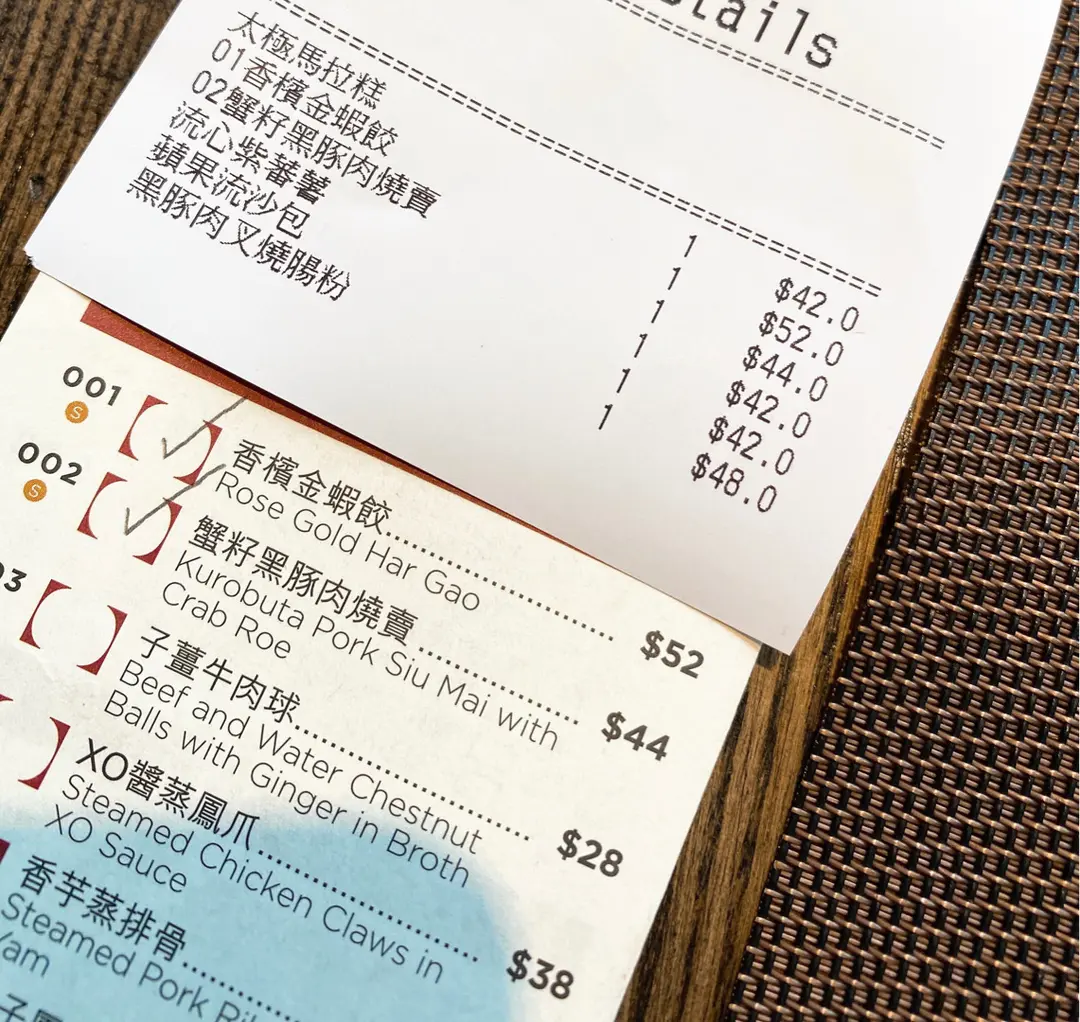 tails
太極馬拉糕 1 $42.0
01香檳金蝦餃 1 $52.0
02蟹籽黑豚肉燒賣 1 $44.0
流心紫蕃薯 1 $42.0
蘋果流沙包 1 $42.0
黑豚肉叉燒腸粉 1 $48.0
001 香檳金蝦餃 $52
S Rose Gold Har Gao
002 蟹籽黑豚肉燒賣 $44
S Kurobuta Pork Siu Mai with
Crab Roe
03 子薑牛肉球 $28
Beef and Water Chestnut
Balls with Ginger in Broth
XO醬蒸鳳爪 $38
Steamed Chicken Claws in
XO Sauce
香芋蒸排骨
Steamed Pork Rib
Yam